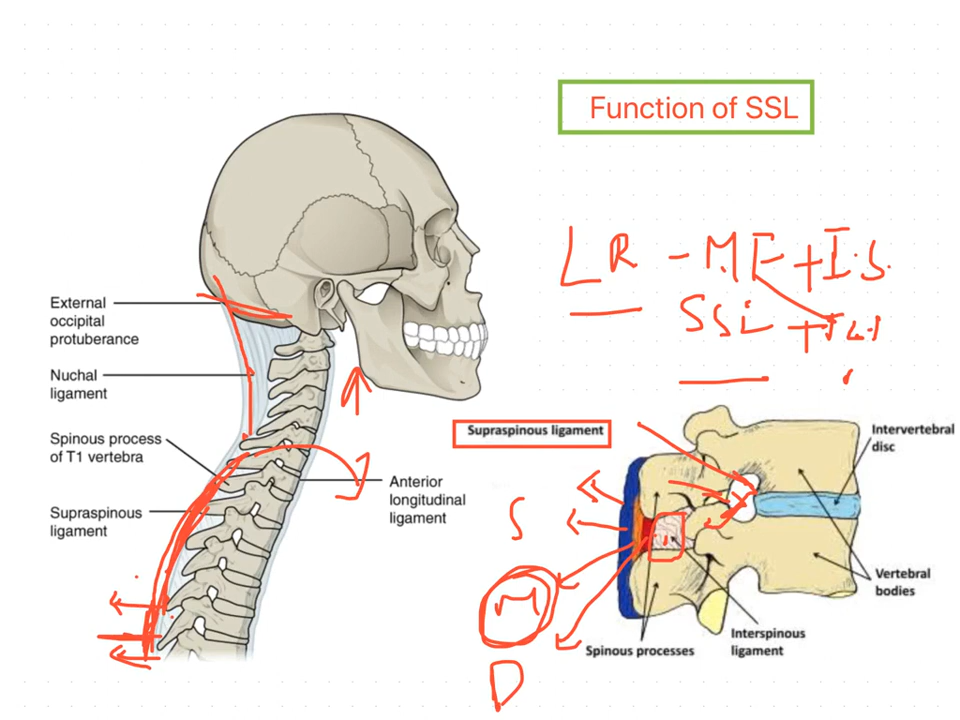 Function of SSL
LR - MF + I.S.
SSL
External
occipital
protuberance
Nuchal
ligament
Spinous process
of T1 vertebra
Supraspinous
ligament
Anterior
longitudinal
ligament
Supraspinous ligament
Intervertebral
disc
S
M
D
Vertebral
bodies
Interspinous
ligament
Spinous processes